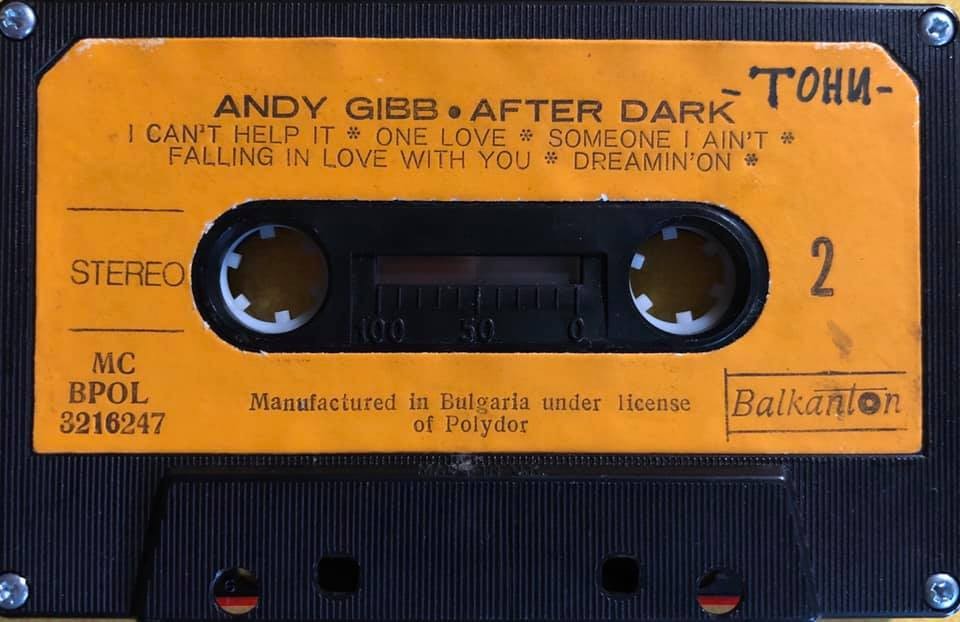 -ТОНИ-
ANDY GIBB • AFTER DARK
I CAN'T HELP IT * ONE LOVE * SOMEONE I AIN'T *
FALLING IN LOVE WITH YOU * DREAMIN'ON *
STEREO
2
100 50 0
MC
BPOL
3216247
Manufactured in Bulgaria under license
of Polydor
Balkanton
6